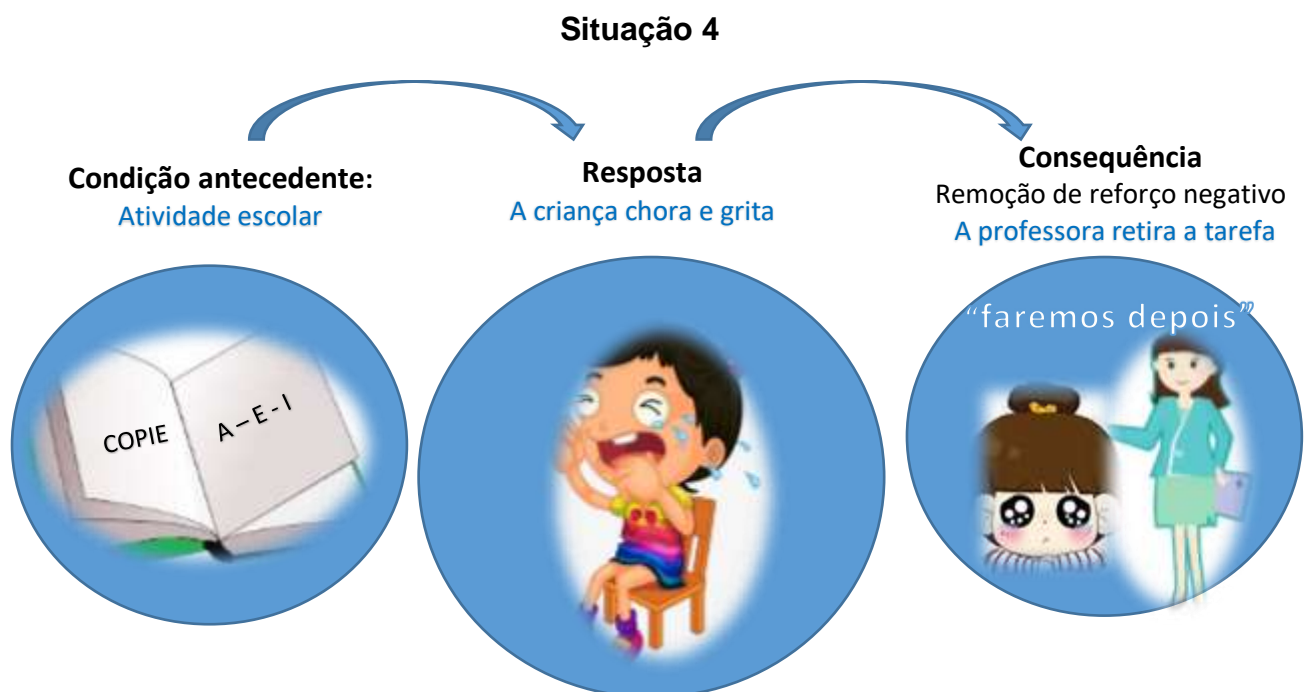 Situação 4
Condição antecedente:
Atividade escolar
Resposta
A criança chora e grita
Consequência
Remoção de reforço negativo
A professora retira a tarefa
COPIE
A – E - I
“faremos depois”